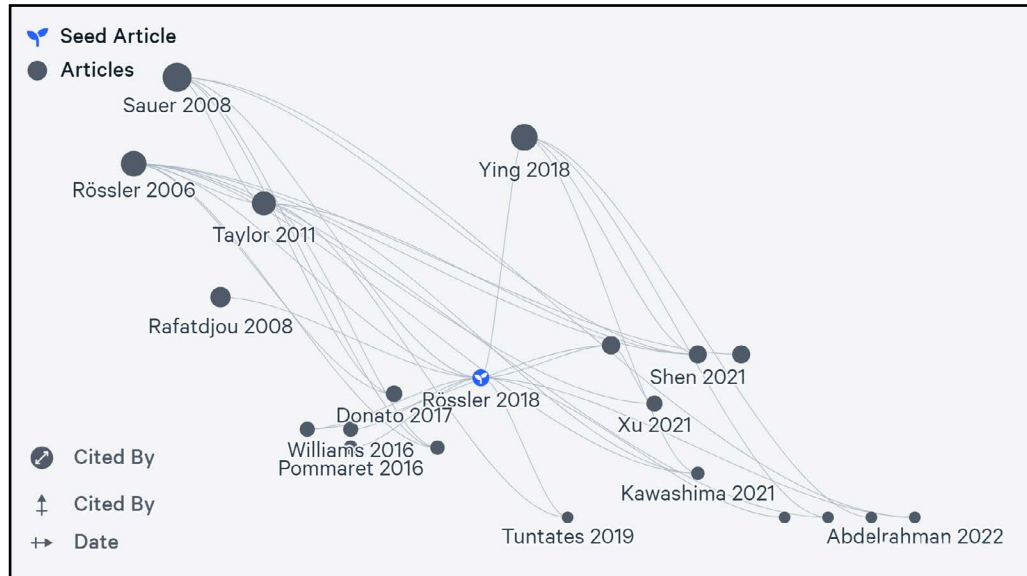 Seed Article
Articles
Sauer 2008
Ying 2018
Rössler 2006
Taylor 2011
Rafatdjou 2008
Shen 2021
Rössler 2018
Donato 2017
Xu 2021
Williams 2016
Pommaret 2016
Kawashima 2021
Tuntates 2019
Abdelrahman 2022
Cited By
Cited By
Date